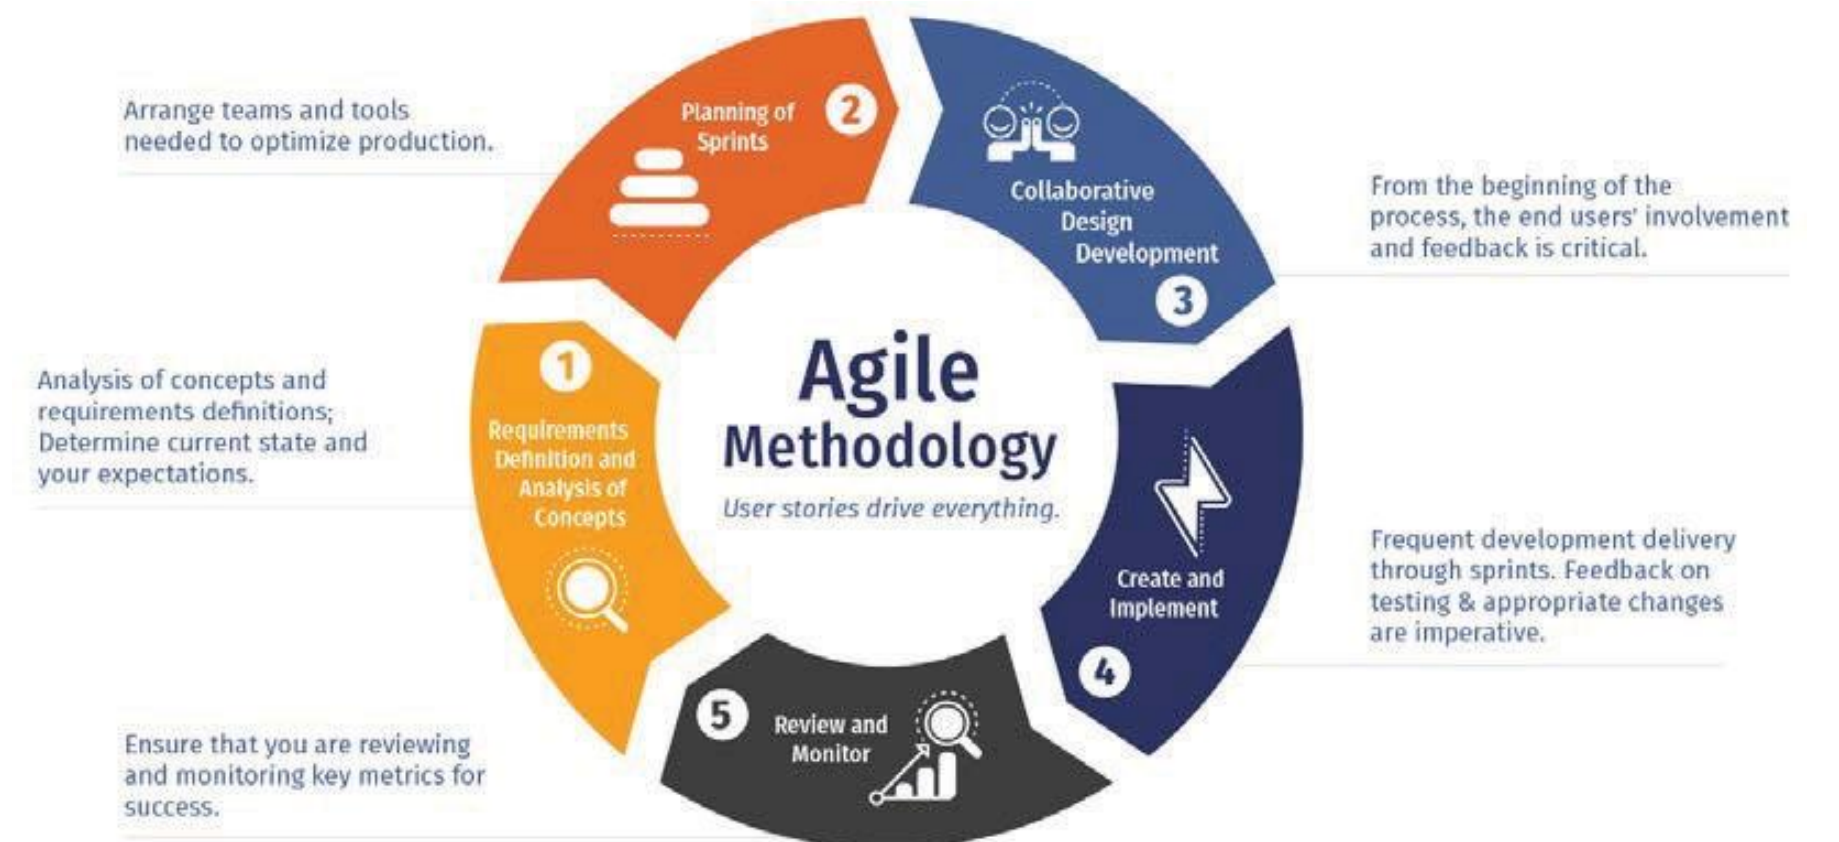 Agile
Methodology
User stories drive everything.
1
Requirements
Definition and
Analysis of
Concepts
Analysis of concepts and
requirements definitions;
Determine current state and
your expectations.
2
Planning of
Sprints
Arrange teams and tools
needed to optimize production.
Collaborative
Design
Development
3
From the beginning of the
process, the end users' involvement
and feedback is critical.
Create and
Implement
4
Frequent development delivery
through sprints. Feedback on
testing & appropriate changes
are imperative.
5
Review and
Monitor
Ensure that you are reviewing
and monitoring key metrics for
success.